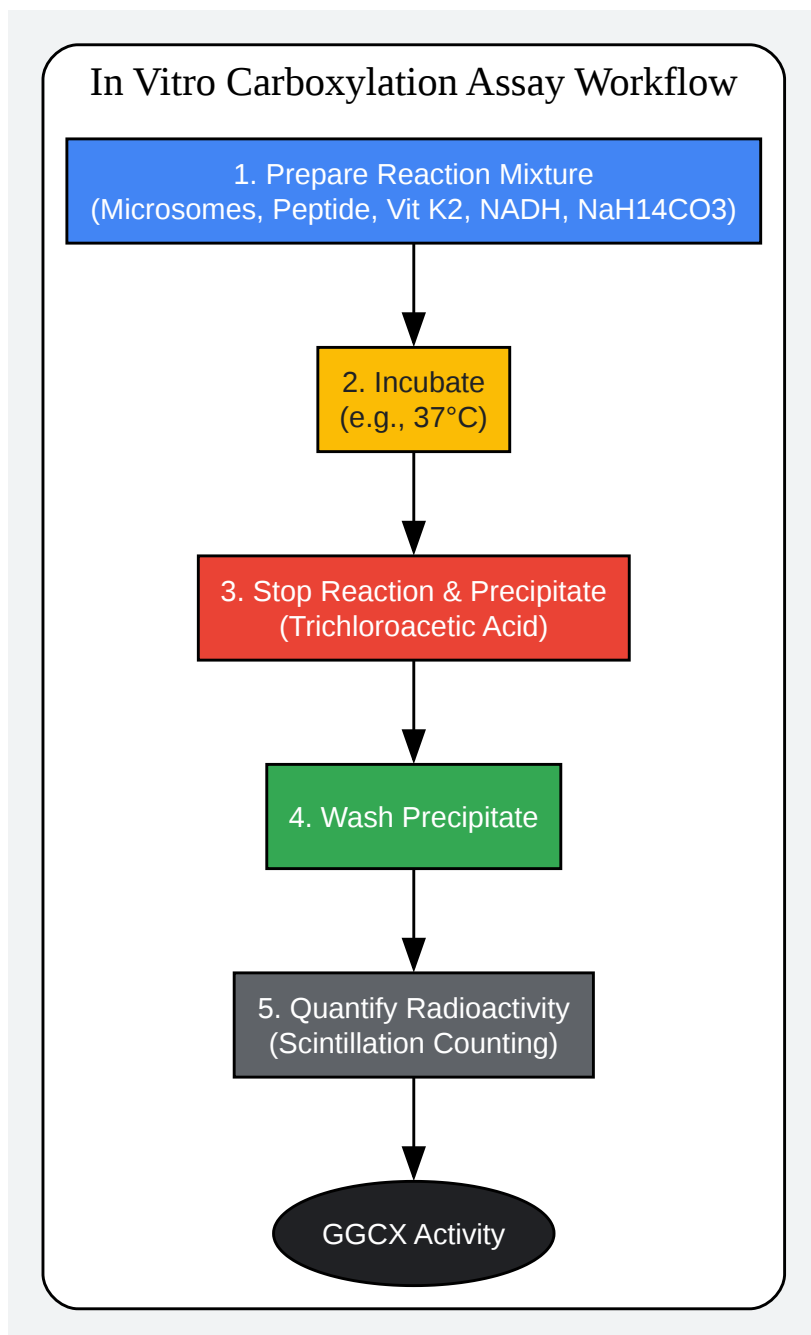 In Vitro Carboxylation Assay Workflow
1. Prepare Reaction Mixture
(Microsomes, Peptide, Vit K2, NADH, NaH14CO3)
2. Incubate
(e.g., 37°C)
3. Stop Reaction & Precipitate
(Trichloroacetic Acid)
4. Wash Precipitate
5. Quantify Radioactivity
(Scintillation Counting)
GGCX Activity